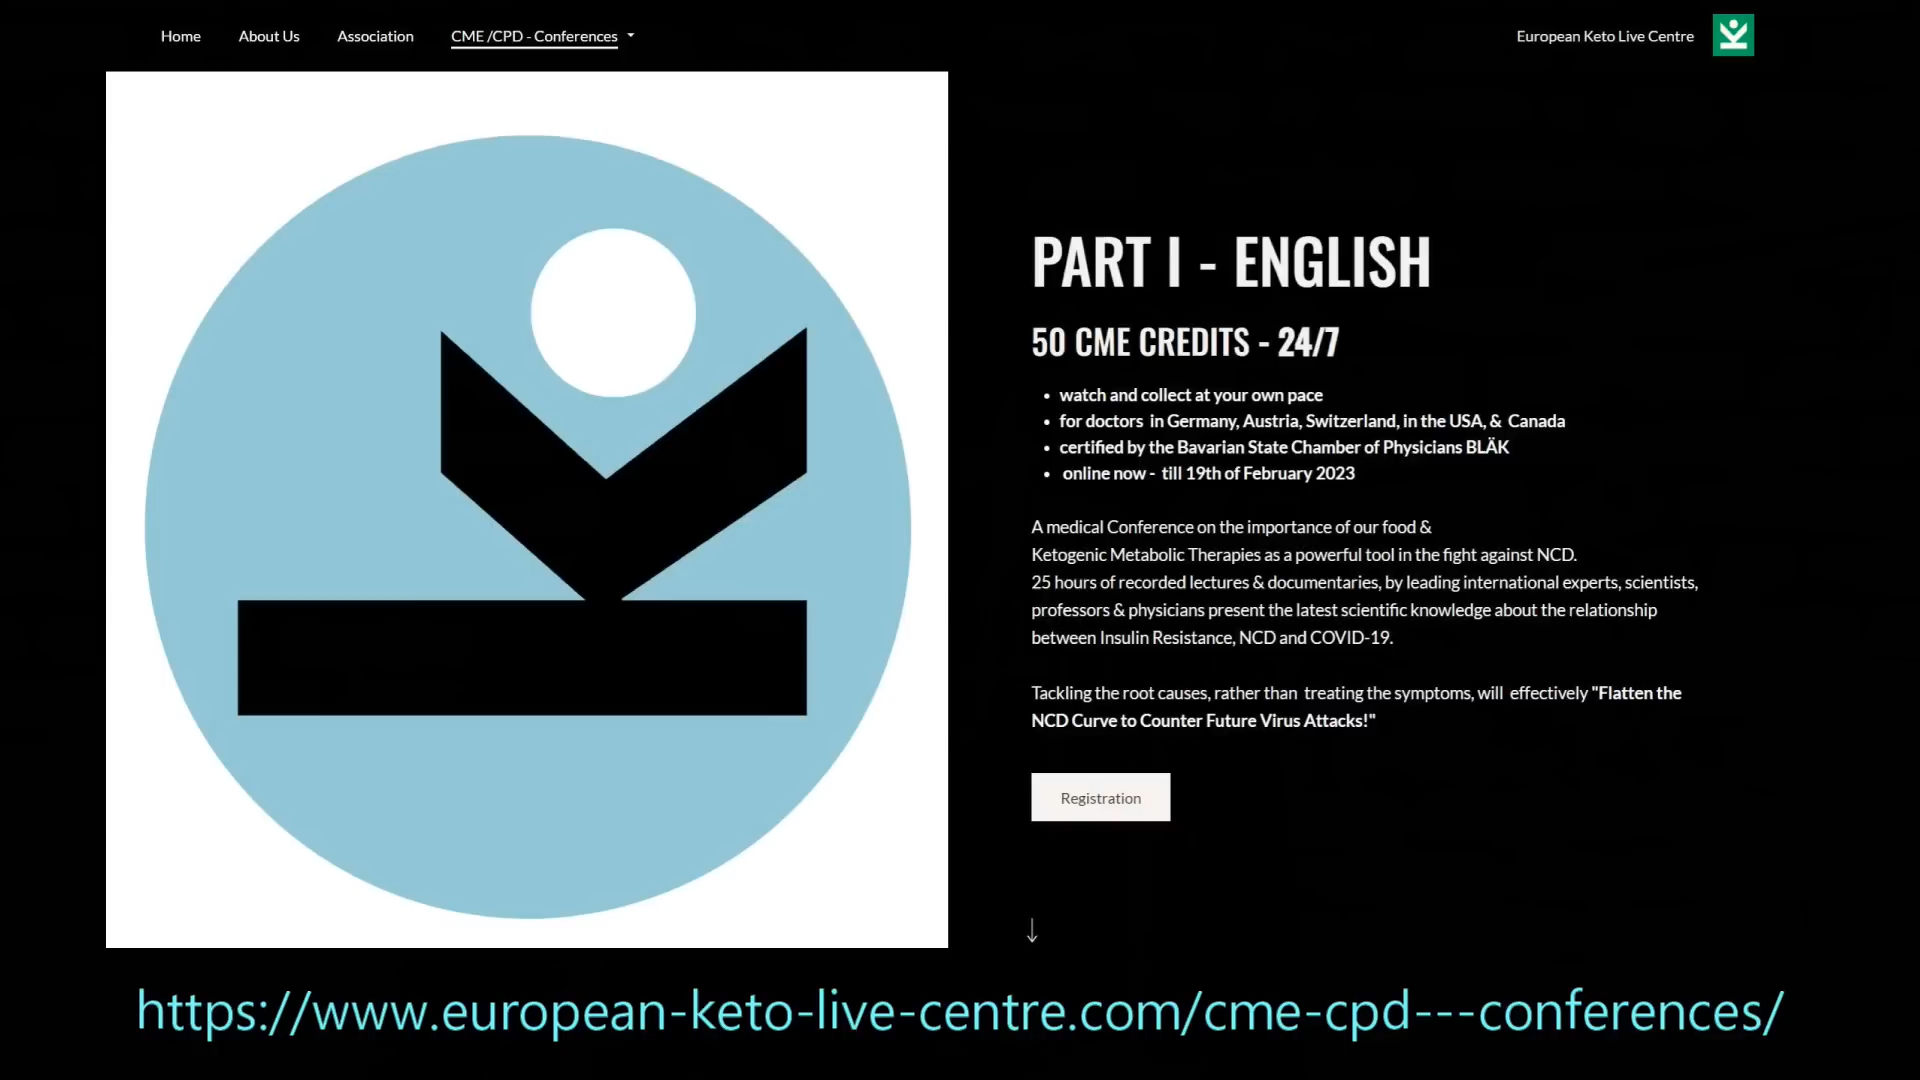 Home About Us Association CME /CPD - Conferences European Keto Live Centre
PART I - ENGLISH
50 CME CREDITS - 24/7
• watch and collect at your own pace
• for doctors in Germany, Austria, Switzerland, in the USA, & Canada
• certified by the Bavarian State Chamber of Physicians BLÄK
• online now - till 19th of February 2023
A medical Conference on the importance of our food &
Ketogenic Metabolic Therapies as a powerful tool in the fight against NCD.
25 hours of recorded lectures & documentaries, by leading international experts, scientists,
professors & physicians present the latest scientific knowledge about the relationship
between Insulin Resistance, NCD and COVID-19.
Tackling the root causes, rather than treating the symptoms, will effectively "Flatten the
NCD Curve to Counter Future Virus Attacks!"
Registration
https://www.european-keto-live-centre.com/cme-cpd---conferences/